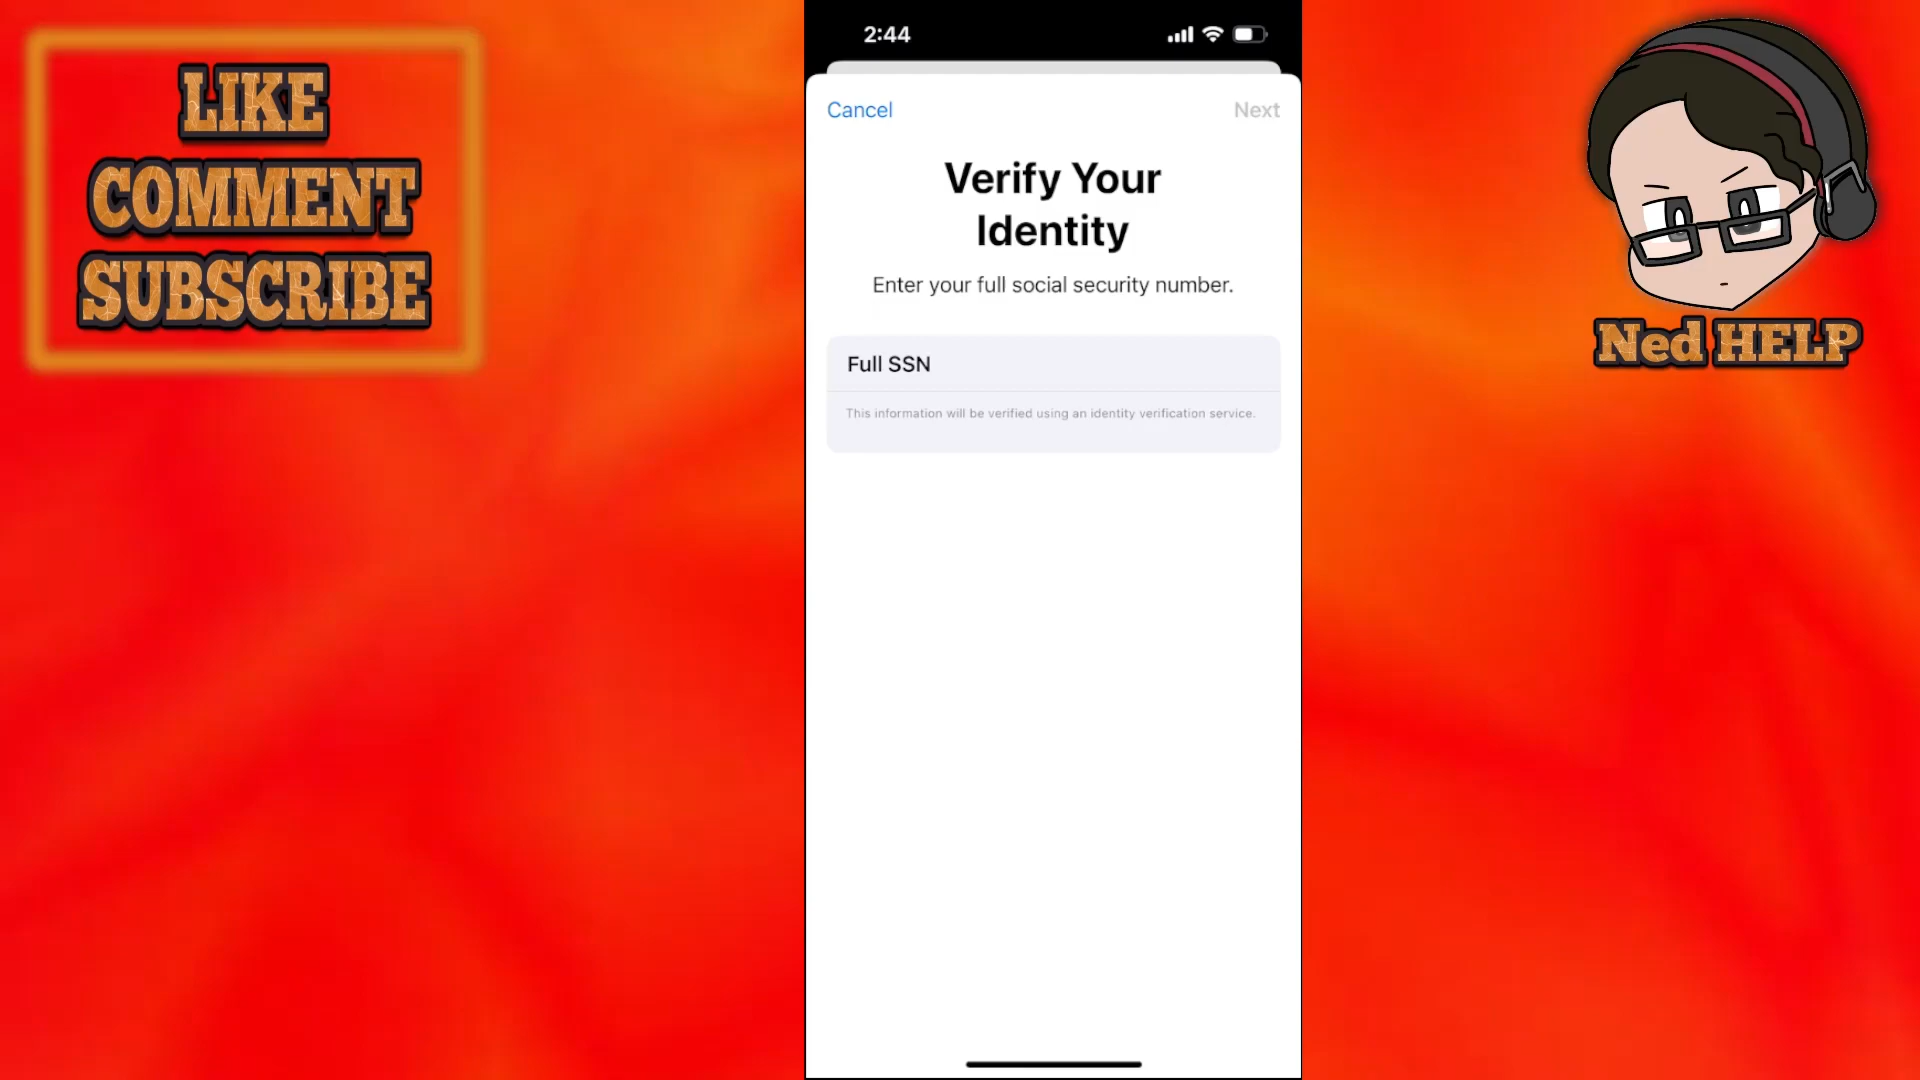 LIKE
COMMENT
SUBSCRIBE
2:44
Cancel
Next
Verify Your
Identity
Enter your full social security number.
Full SSN
This information will be verified using an identity verification service.
Ned HELP